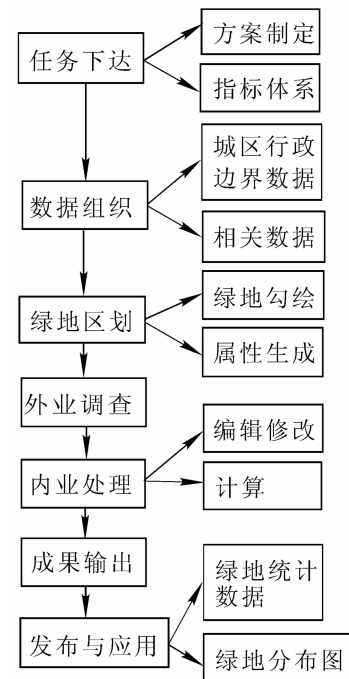 任务下达
方案制定
指标体系
数据组织
城区行政
边界数据
相关数据
绿地区划
绿地勾绘
属性生成
外业调查
内业处理
编辑修改
计算
成果输出
发布与应用
绿地统计
数据
绿地分布图